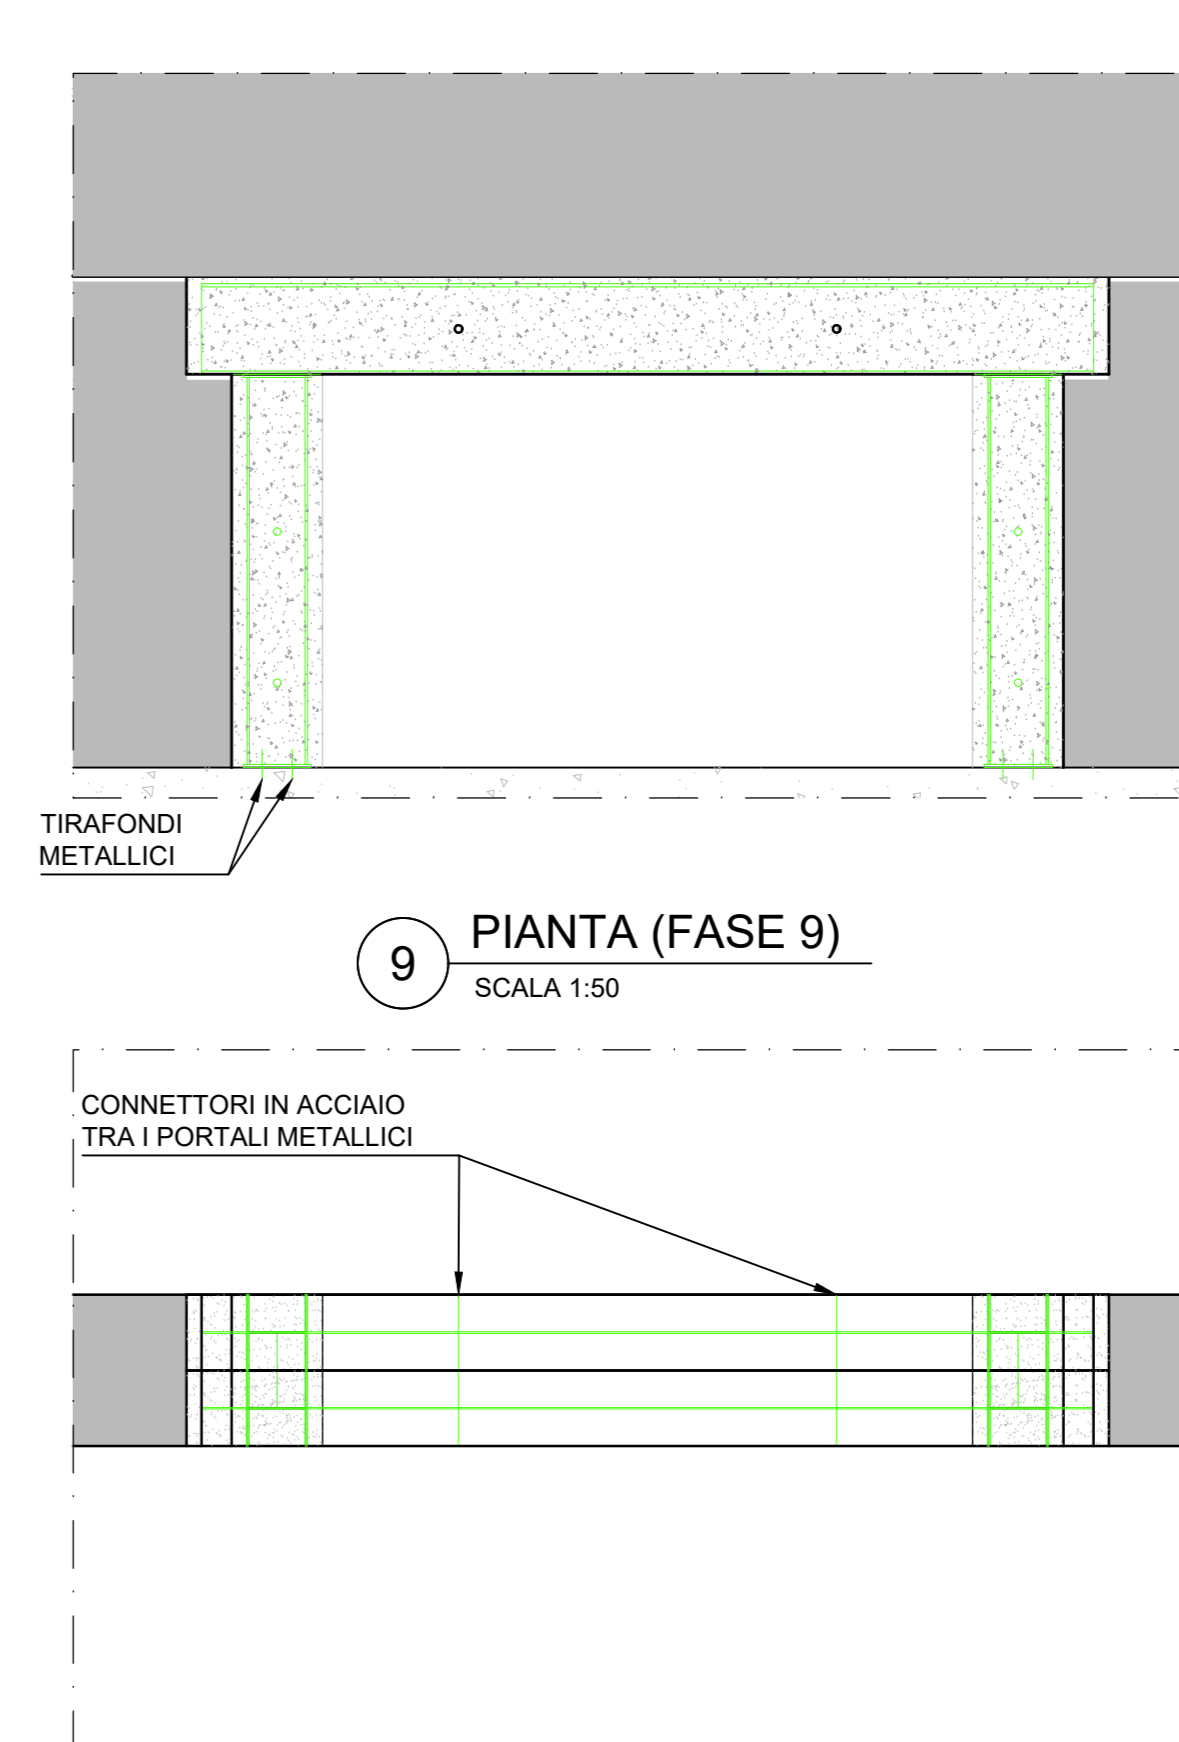 TIRAFONDI
METALLICI
9
PIANTA (FASE 9)
SCALA 1:50
CONNETTORI IN ACCIAIO
TRA I PORTALI METALLICI